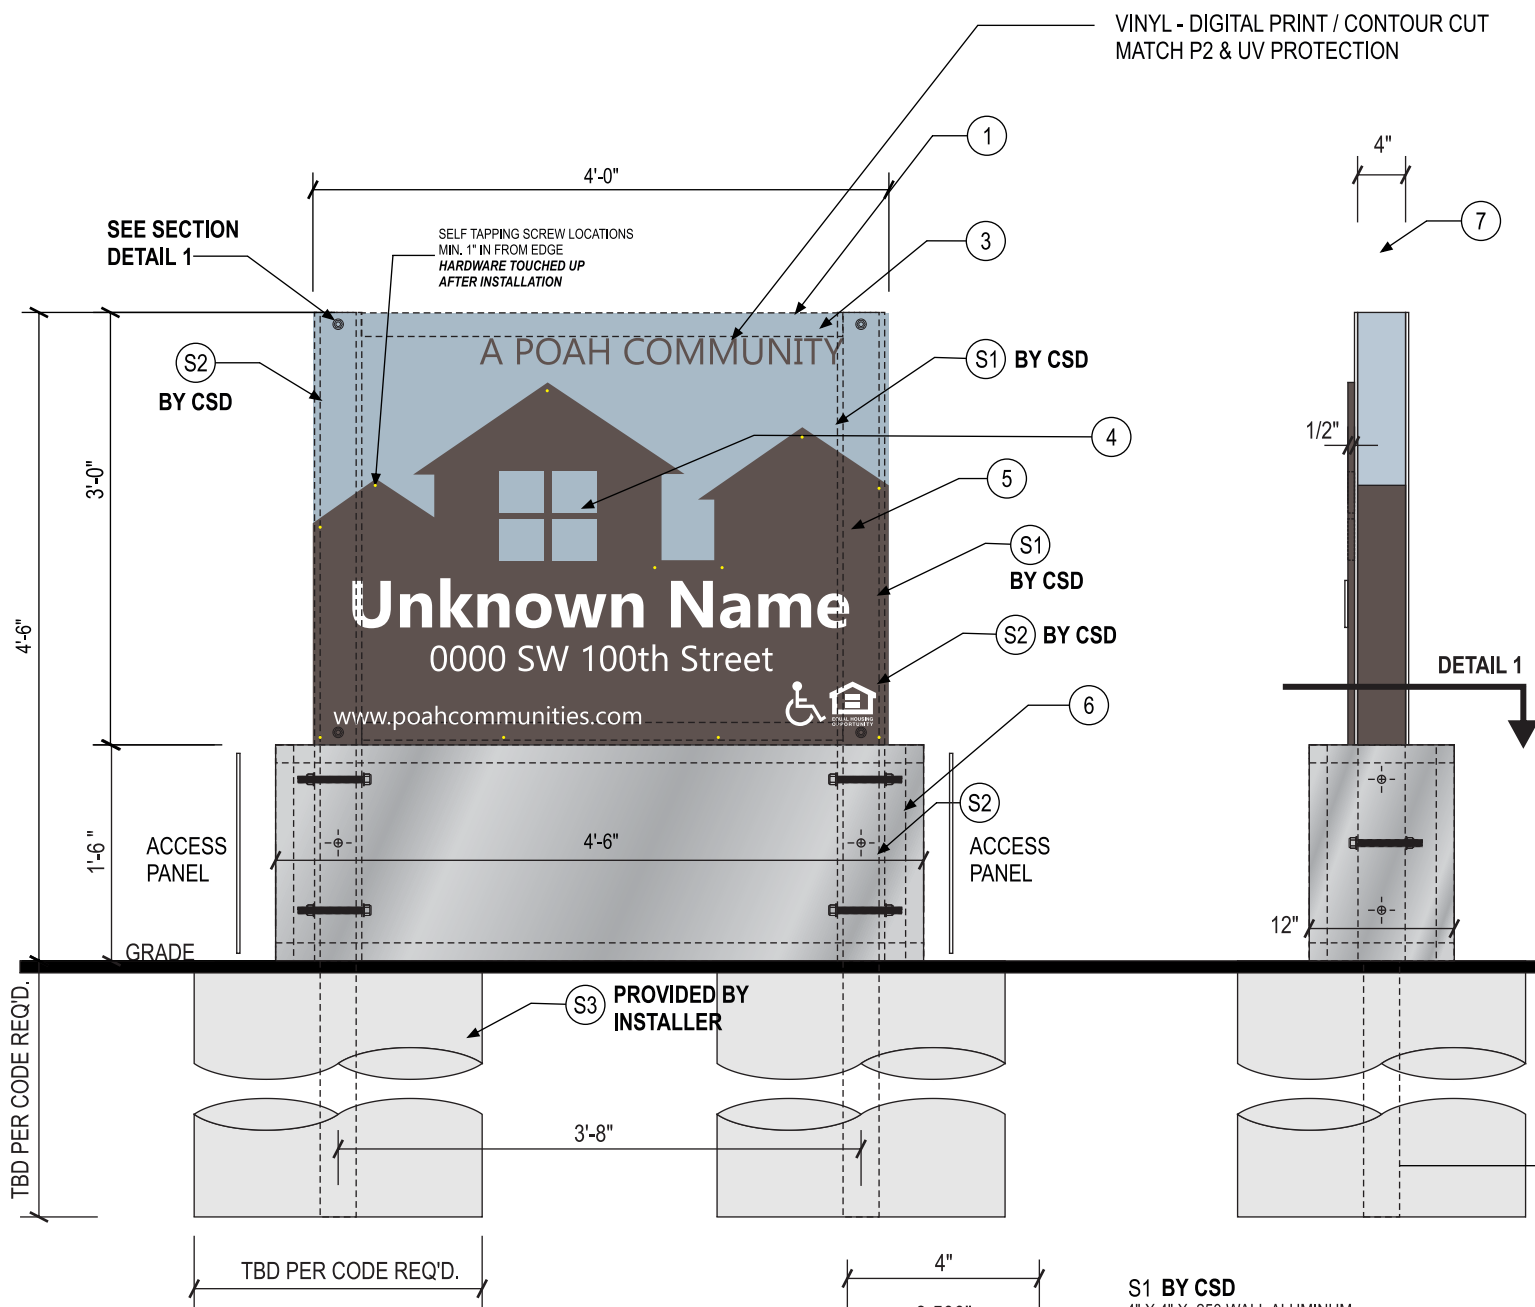 VINYL - DIGITAL PRINT / CONTOUR CUT
MATCH P2 & UV PROTECTION
1
4'-0"
4"
7
SEE SECTION
DETAIL 1
SELF TAPPING SCREW LOCATIONS
MIN. 1" IN FROM EDGE
HARDWARE TOUCHED UP
AFTER INSTALLATION
3
A POAH COMMUNITY
S2
BY CSD
S1 BY CSD
4
1/2"
3'-0"
5
S1
BY CSD
Unknown Name
0000 SW 100th Street
4'-6"
S2 BY CSD
DETAIL 1
www.poahcommunities.com
EQUAL HOUSING
OPPORTUNITY
6
S2
1'-6 "
ACCESS
PANEL
4'-6"
ACCESS
PANEL
12"
GRADE
TBD PER CODE REQ'D.
S3 PROVIDED BY
INSTALLER
3'-8"
TBD PER CODE REQ'D.
4"
S1 BY CSD